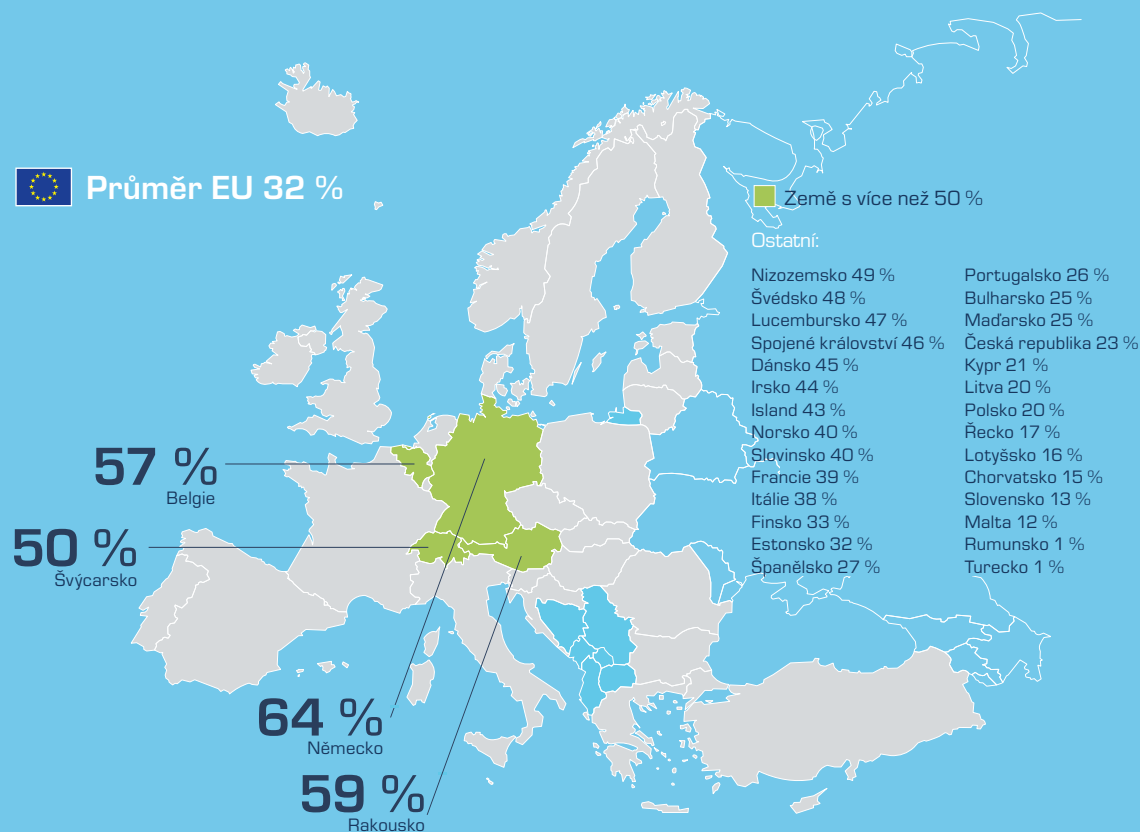 Průměr EU 32 %
Země s více než 50 %
Ostatní:
Nizozemsko 49 %
Švédsko 48 %
Lucembursko 47 %
Spojené království 46 %
Dánsko 45 %
Irsko 44 %
Island 43 %
Norsko 40 %
Slovinsko 40 %
Francie 39 %
Itálie 38 %
Finsko 33 %
Estonsko 32 %
Španělsko 27 %
Portugalsko 26 %
Bulharsko 25 %
Maďarsko 25 %
Česká republika 23 %
Kypr 21 %
Litva 20 %
Polsko 20 %
Řecko 17 %
Lotyšsko 16 %
Chorvatsko 15 %
Slovensko 13 %
Malta 12 %
Rumunsko 1 %
Turecko 1 %
57 %
Belgie
50 %
Švýcarsko
64 %
Německo
59 %
Rakousko